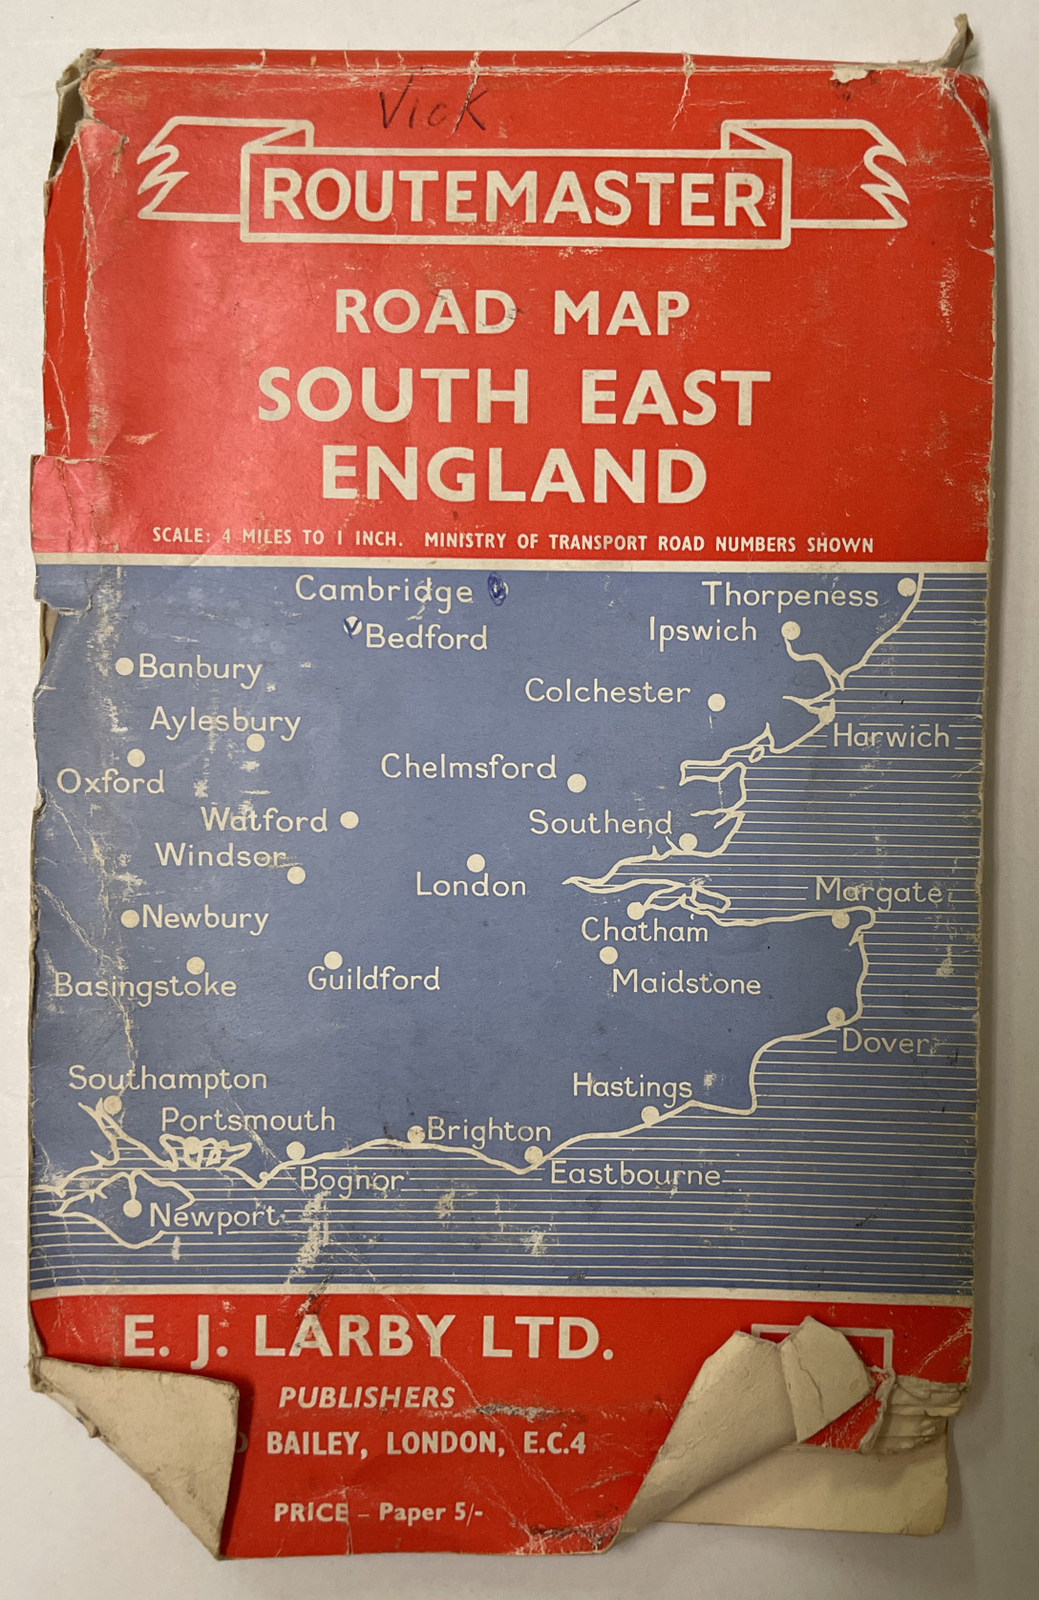 Vick
ROUTEMASTER
ROAD MAP
SOUTH EAST
ENGLAND
SCALE: 4 MILES TO 1 INCH. MINISTRY OF TRANSPORT ROAD NUMBERS SHOWN
Cambridge
Thorpeness
Bedford
Ipswich
Banbury
Colchester
Aylesbury
Harwich
Oxford
Chelmsford
Watford
Southend
Windsor
London
Margate
Newbury
Chatham
Basingstoke
Guildford
Maidstone
Dover
Southampton
Hastings
Portsmouth
Brighton
Bognor
Eastbourne
Newport
E. J. LARBY LTD.
PUBLISHERS
BAILEY, LONDON, E.C.4
PRICE – Paper 5/-